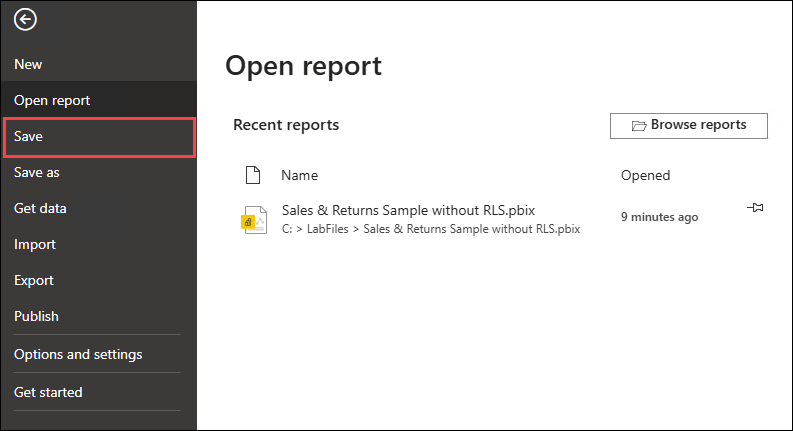 New
Open report
Save
Save as
Get data
Import
Export
Publish
Options and settings
Get started
Open report
Recent reports
Browse reports
Name Opened
Sales & Returns Sample without RLS.pbix
C: > LabFiles > Sales & Returns Sample without RLS.pbix
9 minutes ago